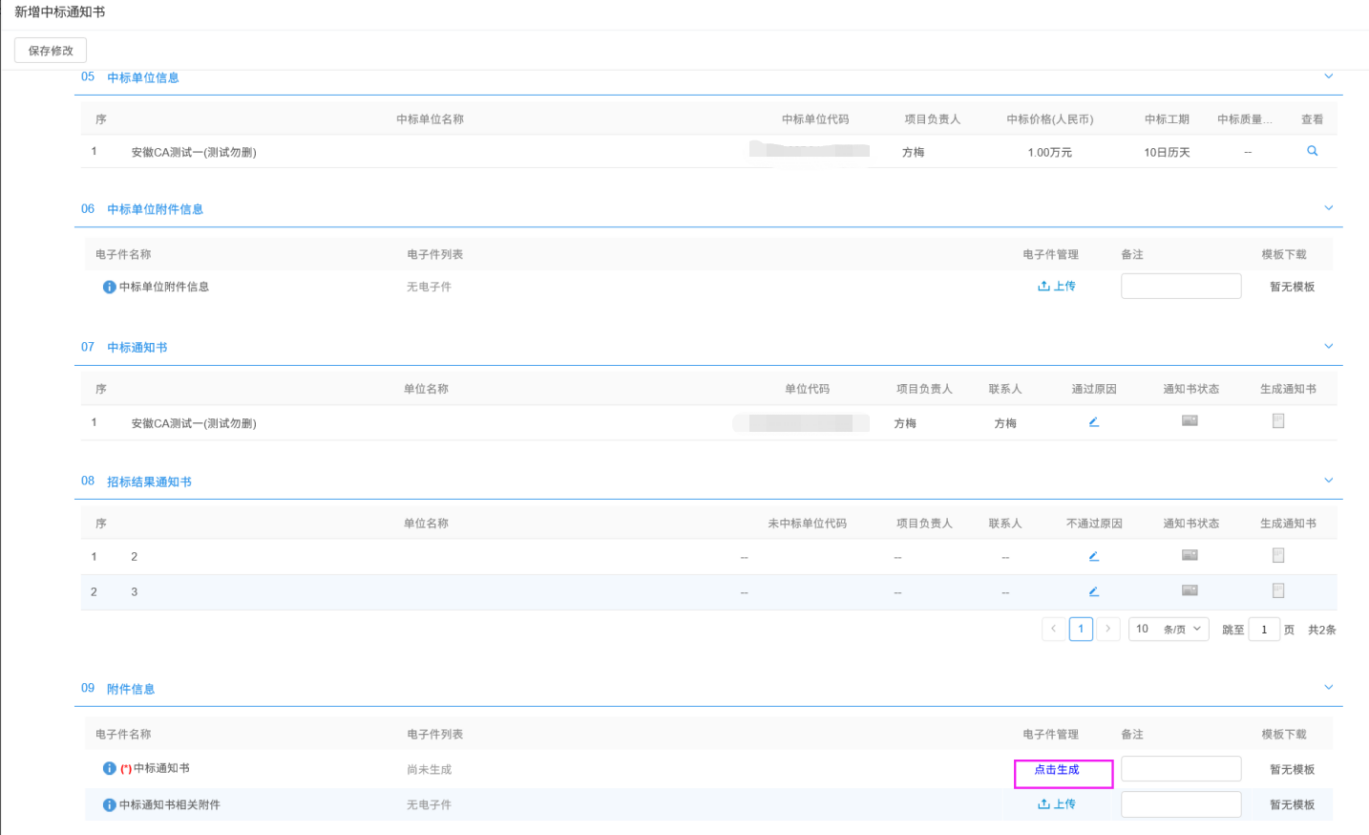 新增中标通知书
保存修改
05 中标单位信息
序 中标单位名称 中标单位代码 项目负责人 中标价格(人民币) 中标工期 中标质量... 查看
1 安徽CA测试一(测试勿删) 方梅 1.00万元 10日历天 --
06 中标单位附件信息
电子件名称 电子件列表 电子件管理 备注 模板下载
中标单位附件信息 无电子件 上传 暂无模板
07 中标通知书
序 单位名称 单位代码 项目负责人 联系人 通过原因 通知书状态 生成通知书
1 安徽CA测试一(测试勿删) 方梅 方梅
08 招标结果通知书
序 单位名称 未中标单位代码 项目负责人 联系人 不通过原因 通知书状态 生成通知书
1 2 -- -- --
2 3 -- -- --
< 1 > 10 条/页 跳至 1 页 共2条
09 附件信息
电子件名称 电子件列表 电子件管理 备注 模板下载
(*)中标通知书 尚未生成 点击生成 暂无模板
中标通知书相关附件 无电子件 上传 暂无模板